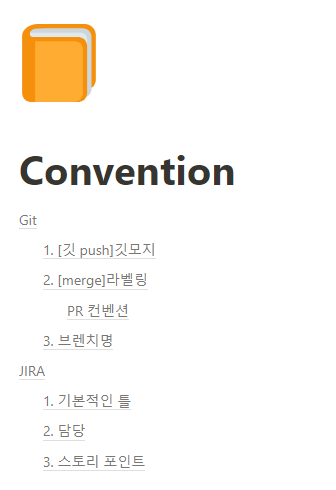 Convention
Git
1. [깃 push]깃모지
2. [merge]라벨링
PR 컨벤션
3. 브렌치명
JIRA
1. 기본적인 틀
2. 담당
3. 스토리 포인트